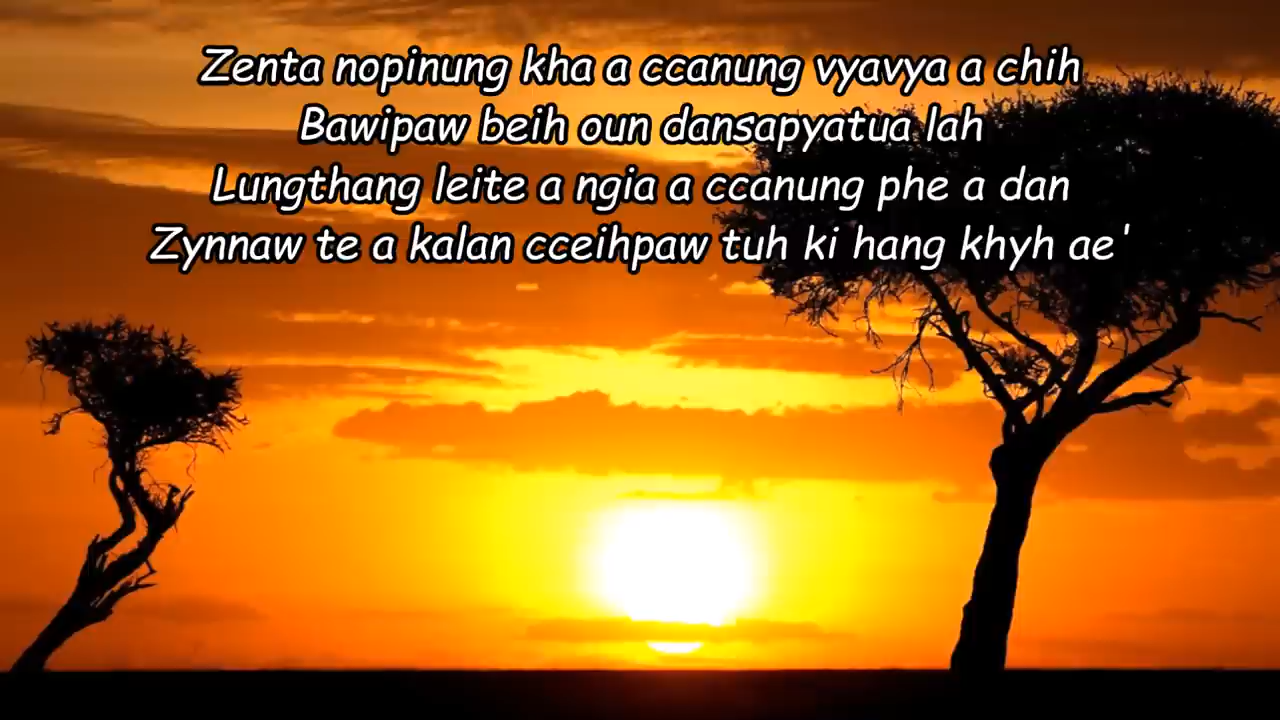 Zenta nopinung kha a ccanung vyavya a chih
Bawipaw beih oun dansapyatua lah
Lungthang leite a ngia a ccanung phe a dan
Zynnaw te a kalan cceihpaw tuh ki hang khyh ae'